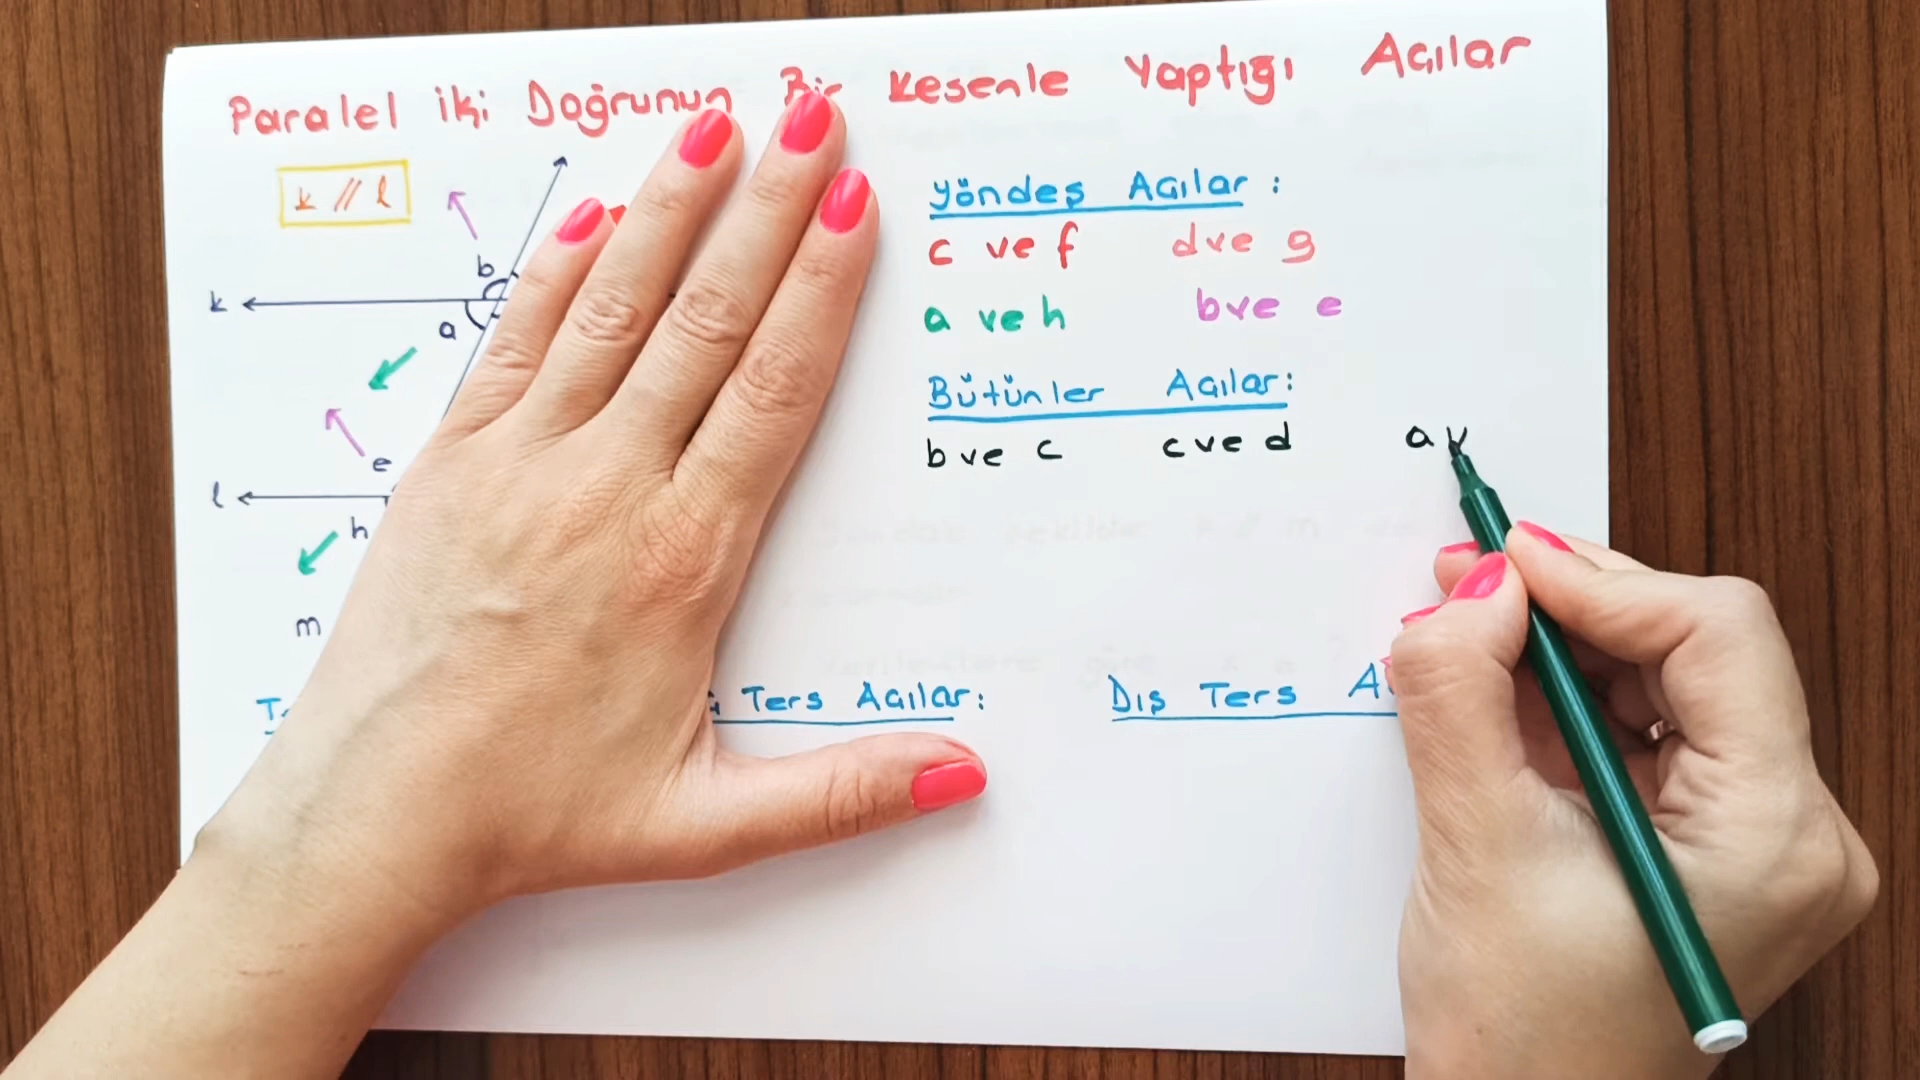 Paralel iki Doğrunun Bir Kesenle Yaptığı Açılar
k // l
b
k
a
e
l
h
m
Yöndeş Açılar :
c ve f d ve g
a ve h b ve e
Bütünler Açılar:
b ve c c ve d a v
Ters Açılar:
Dış Ters